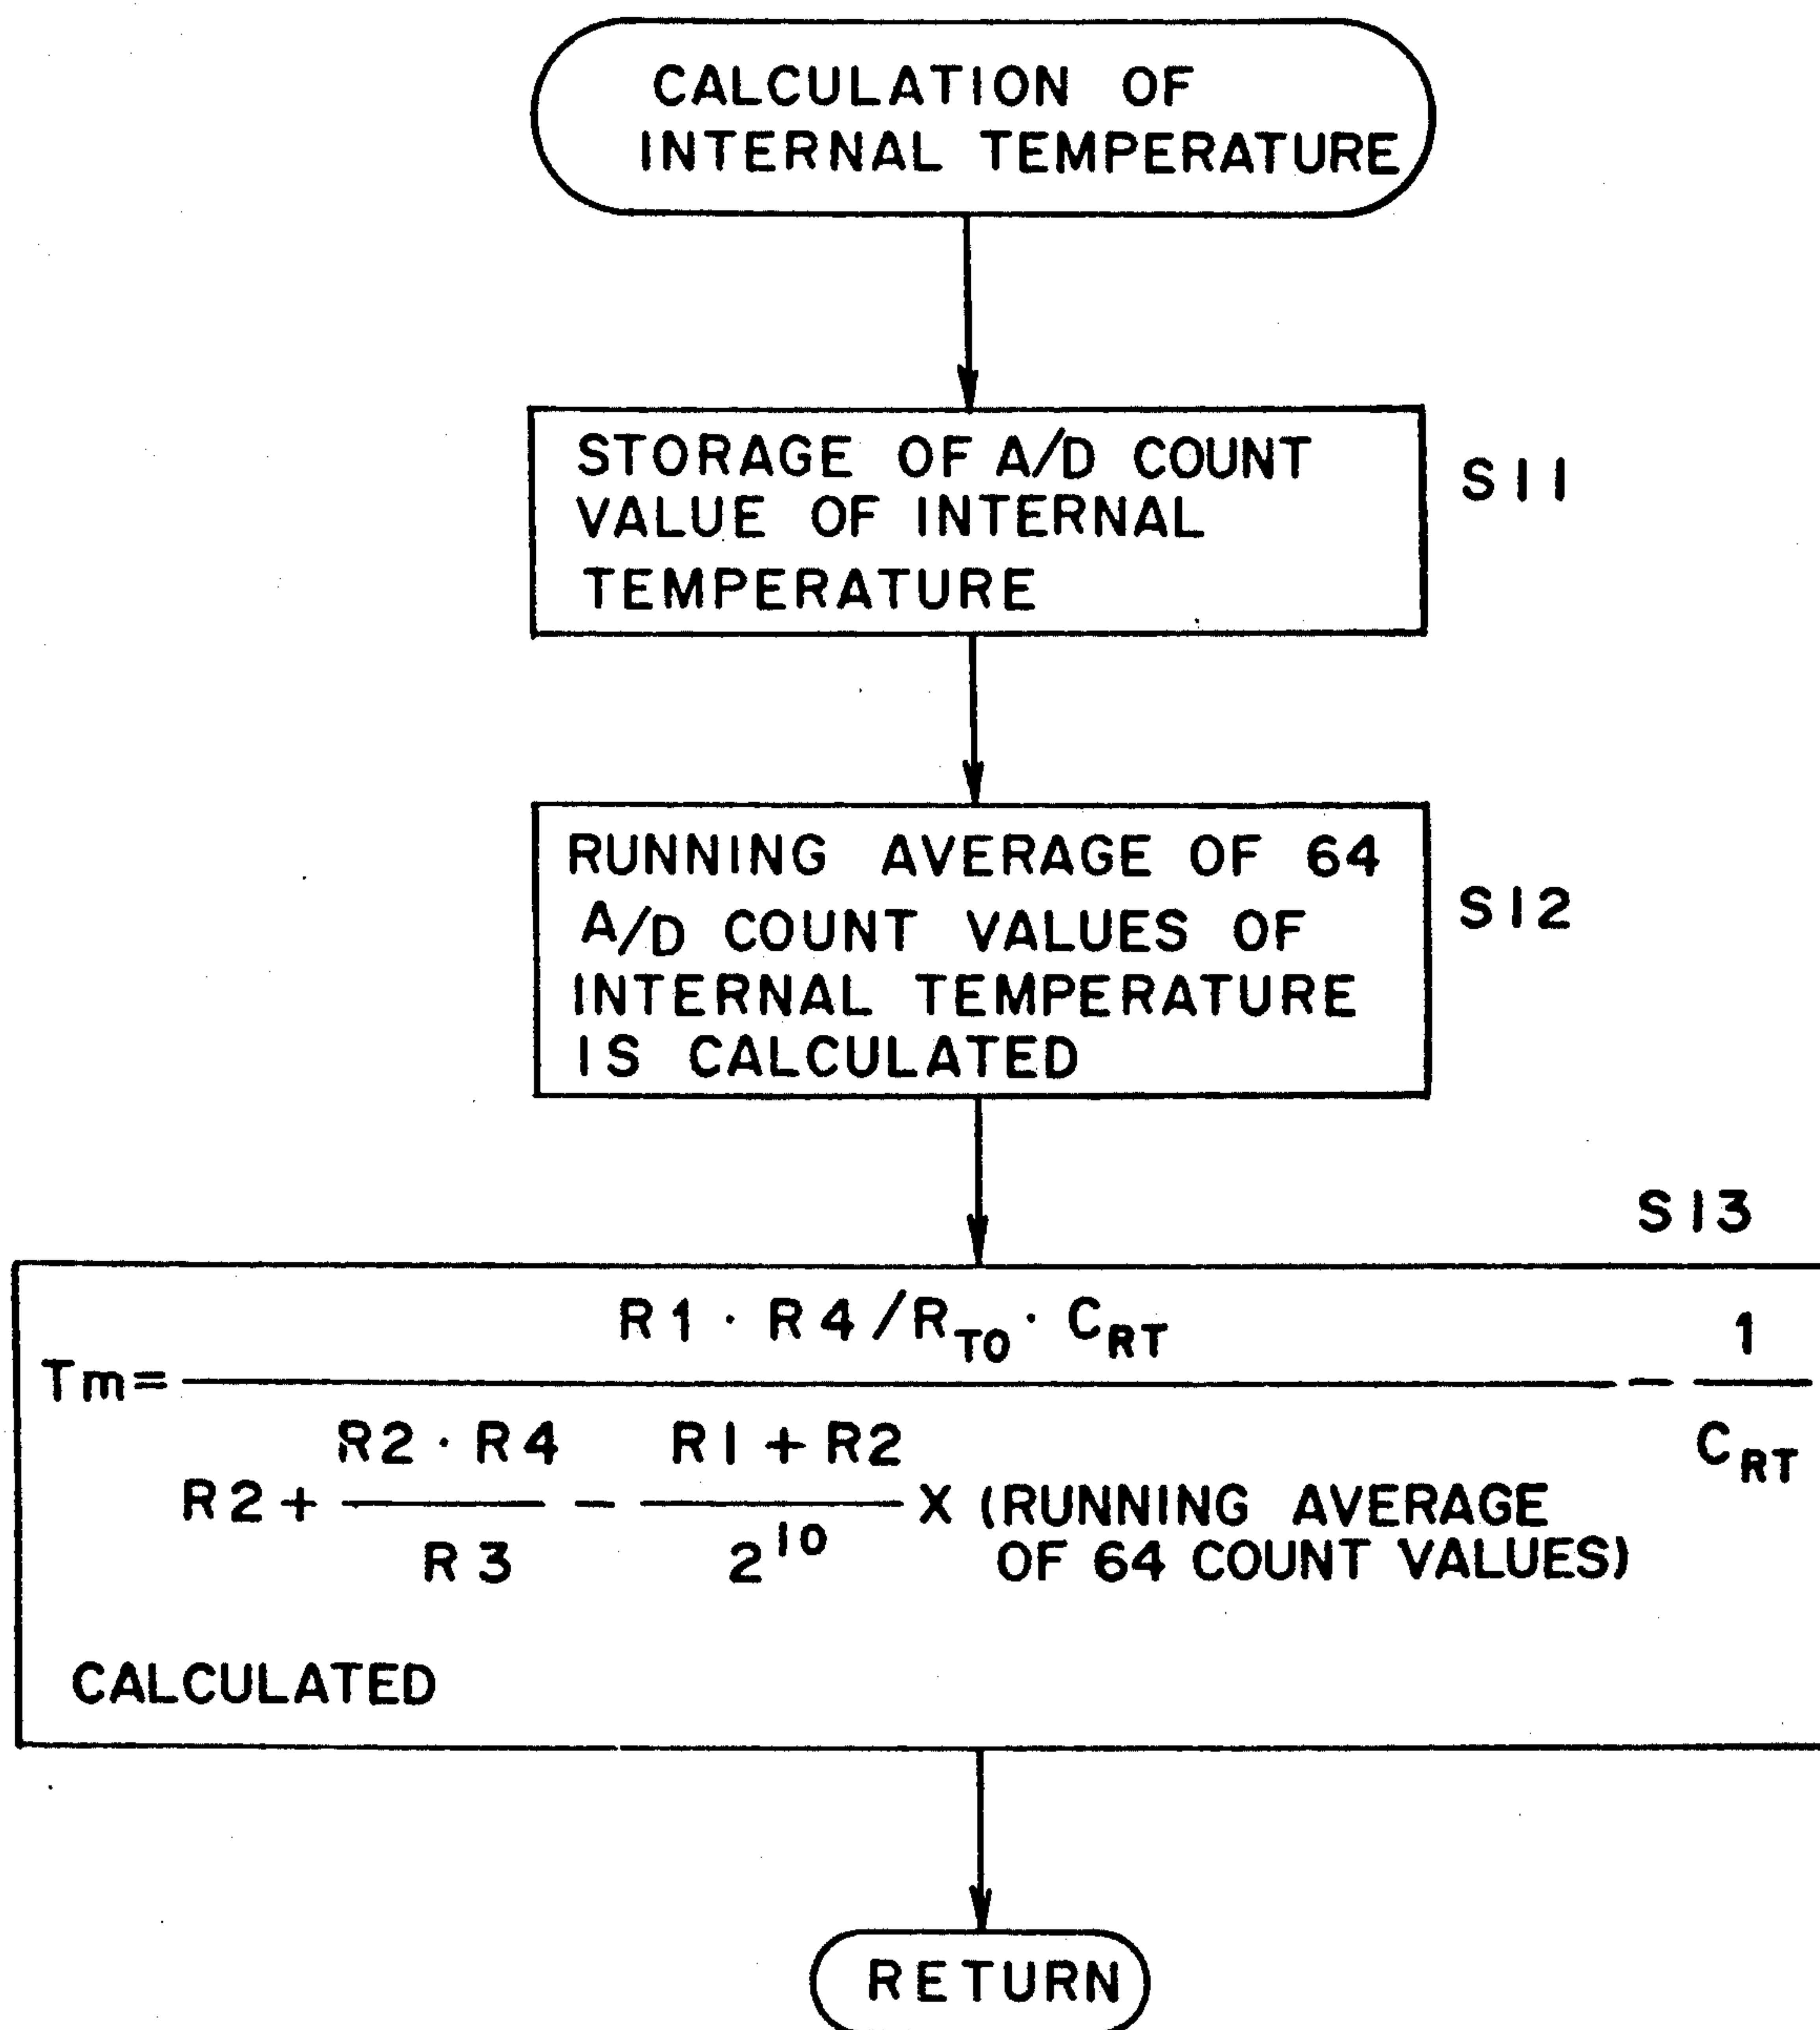 CALCULATION OF
INTERNAL TEMPERATURE
STORAGE OF A/D COUNT
VALUE OF INTERNAL
TEMPERATURE
S11
RUNNING AVERAGE OF 64
A/D COUNT VALUES OF
INTERNAL TEMPERATURE
IS CALCULATED
S12
S13
R1 · R4 / R_TO · C_RT
1
Tm= —
C_RT
R2 · R4
R1 + R2
R2 + — X (RUNNING AVERAGE
OF 64 COUNT VALUES)
R3
2^10
CALCULATED
RETURN